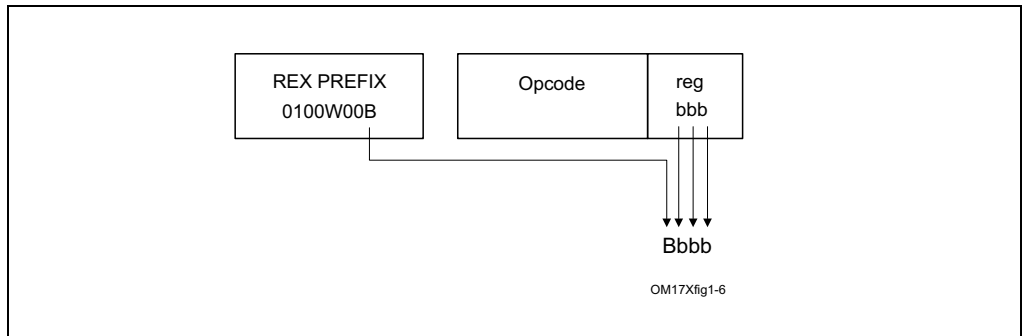 REX PREFIX
0100W00B
Opcode
reg
bbb
Bbbb
OM17Xfig1-6